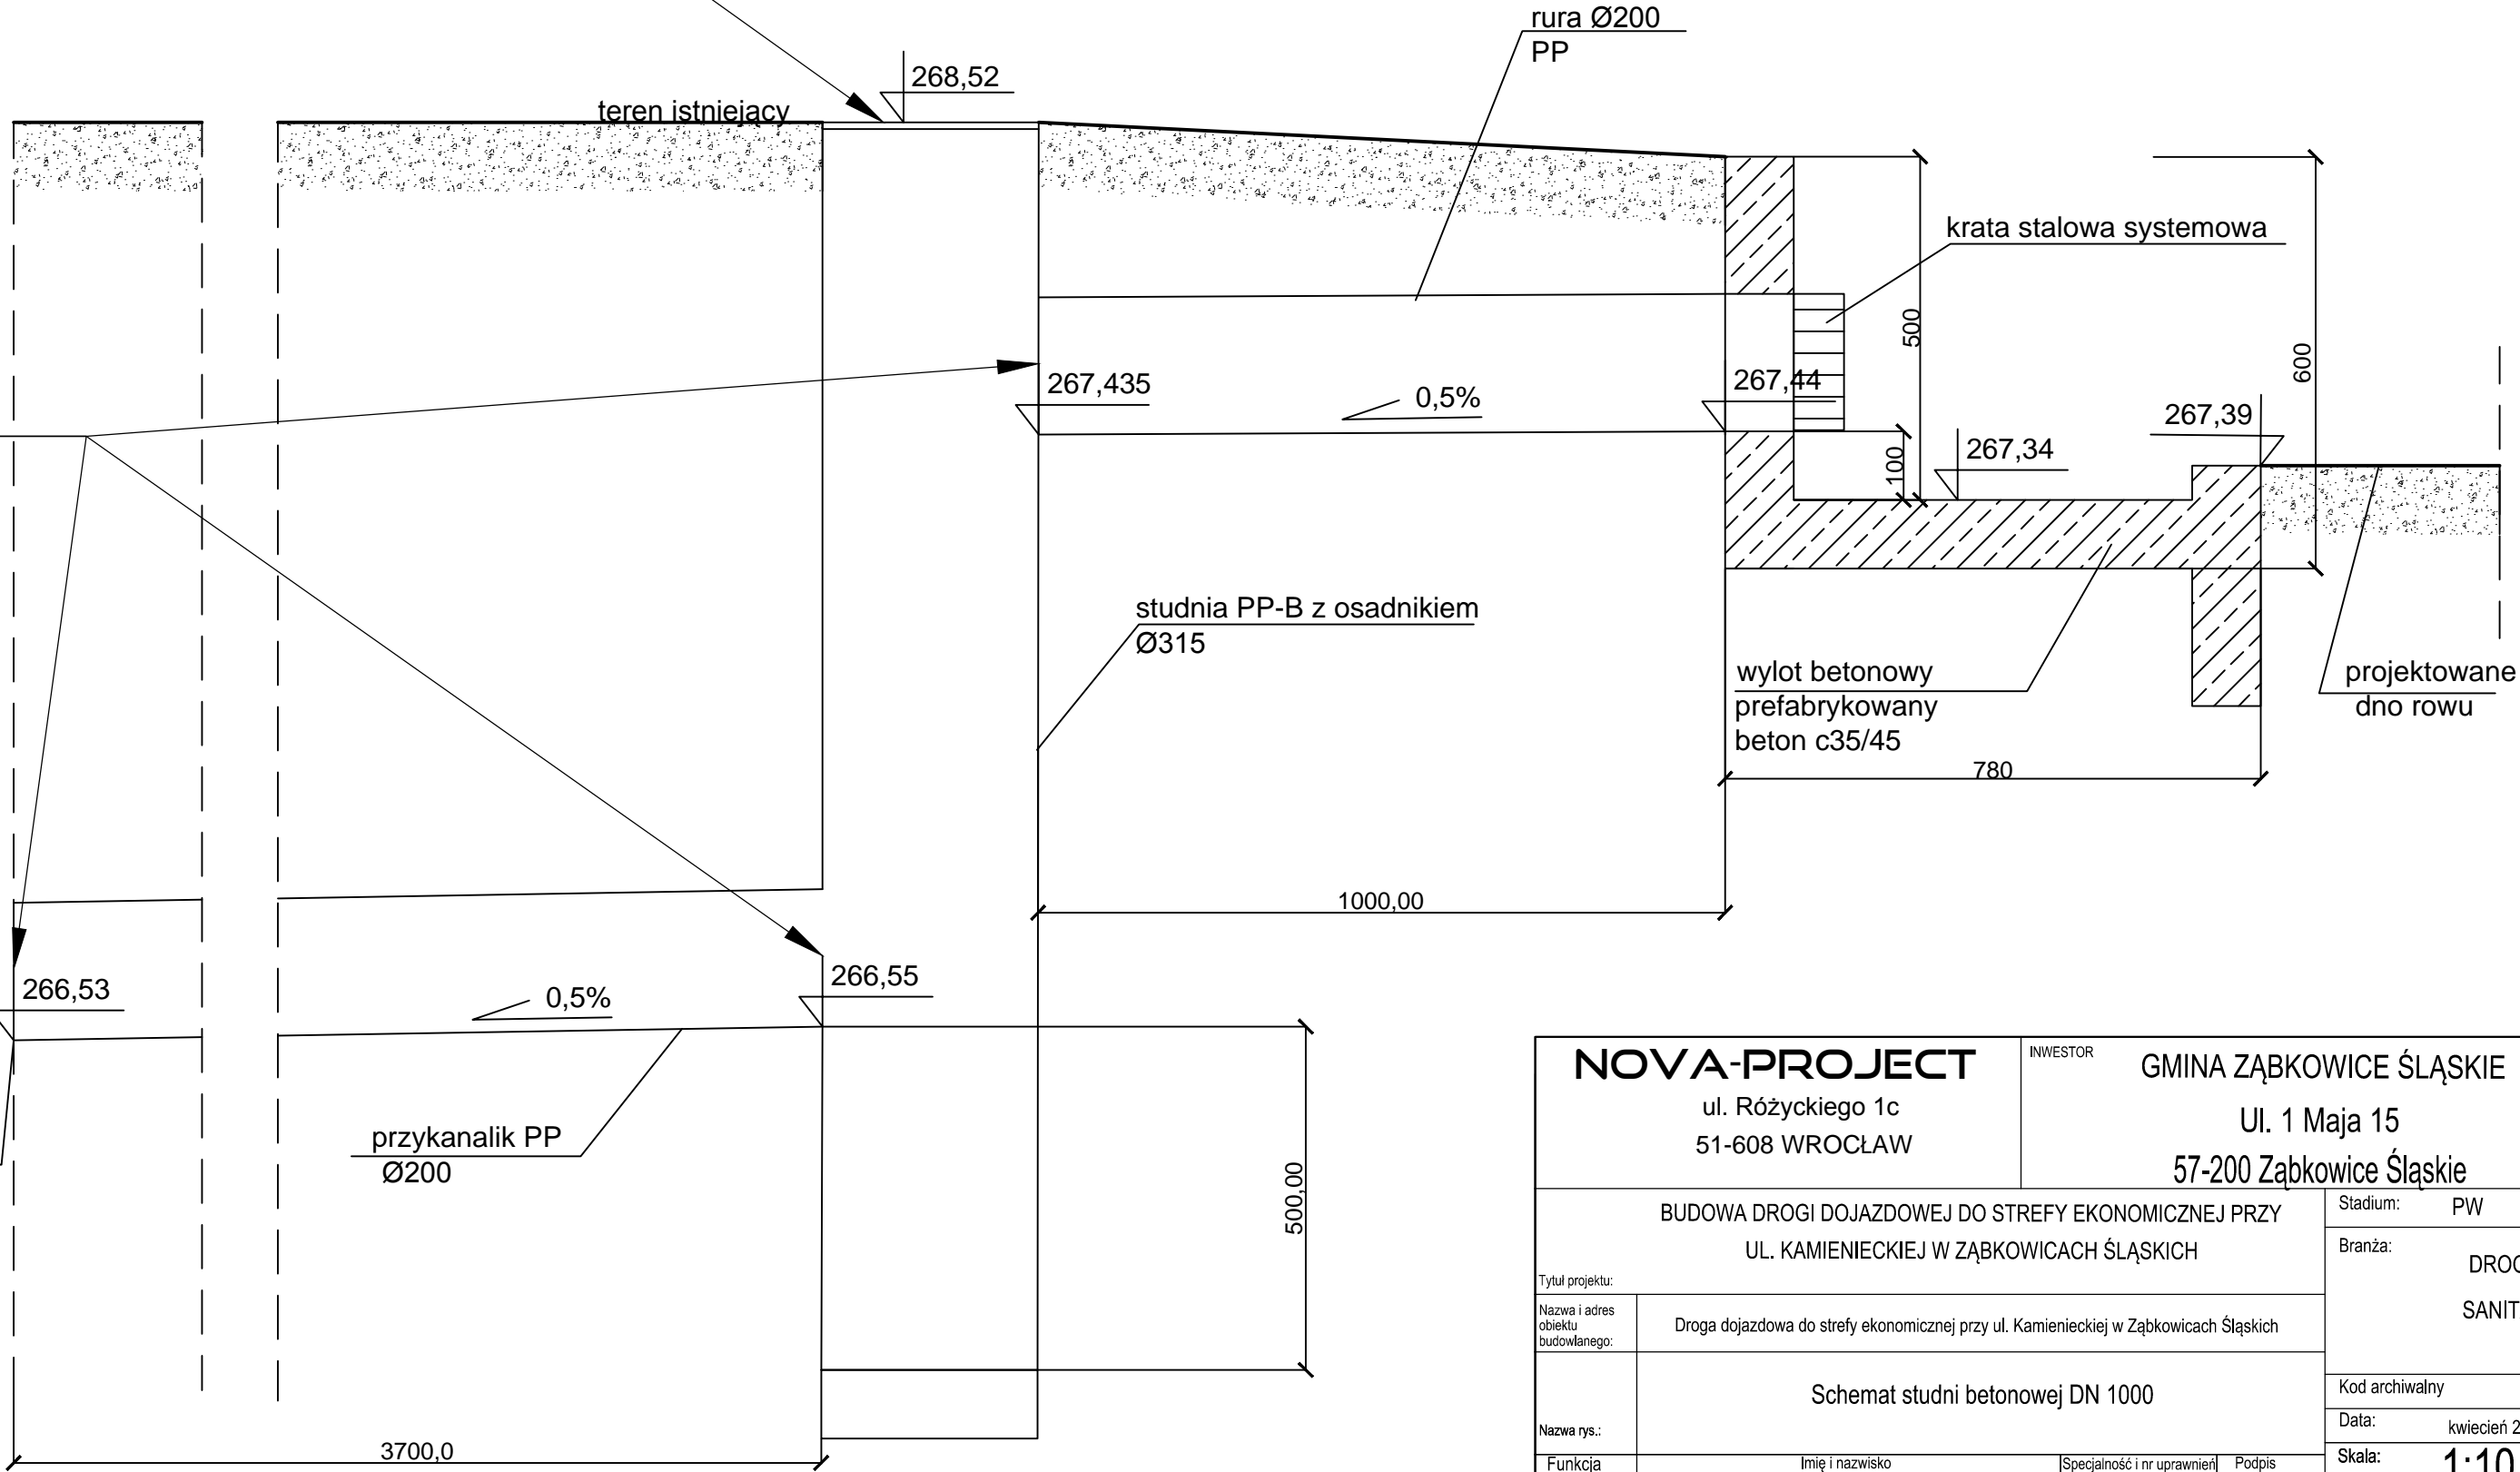 rura Ø200
PP
268,52
teren istniejący
krata stalowa systemowa
500
600
267,435
0,5%
267,44
267,39
100
267,34
studnia PP-B z osadnikiem
Ø315
wylot betonowy
prefabrykowany
beton c35/45
projektowane
dno rowu
780
1000,00
266,53
0,5%
266,55
przykanalik PP
Ø200
500,00
3700,0
NOVA-PROJECT
ul. Różyckiego 1c
51-608 WROCŁAW
INWESTOR
GMINA ZĄBKOWICE ŚLĄSKIE
Ul. 1 Maja 15
57-200 Ząbkowice Śląskie
BUDOWA DROGI DOJAZDOWEJ DO STREFY EKONOMICZNEJ PRZY
UL. KAMIENIECKIEJ W ZĄBKOWICACH ŚLĄSKICH
Tytuł projektu:
Stadium: PW
Branża:
SANIT
Nazwa i adres
obiektu
budowlanego:
Droga dojazdowa do strefy ekonomicznej przy ul. Kamienieckiej w Ząbkowicach Śląskich
Schemat studni betonowej DN 1000
Nazwa rys.:
Kod archiwalny
Data: kwiecień 2
Skala: 1:10
Funkcja Imię i nazwisko Specjalność i nr uprawnień Podpis